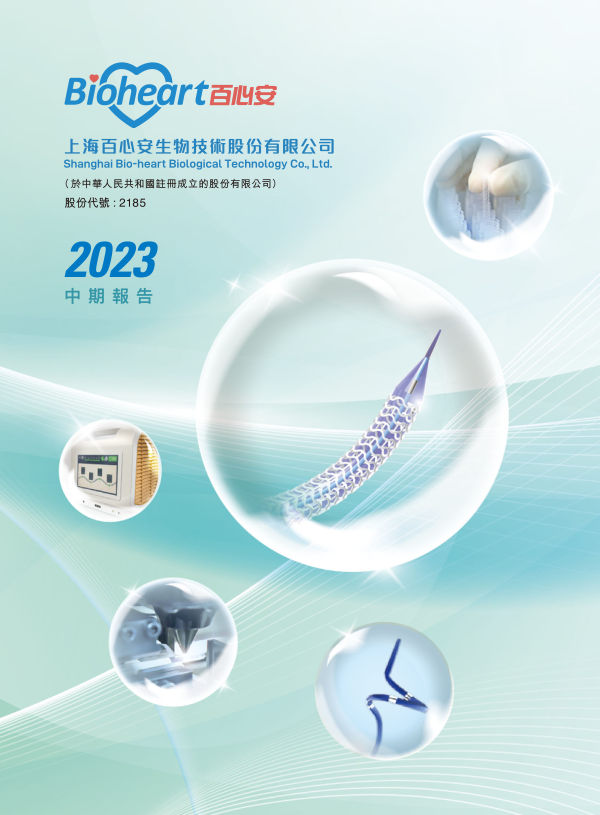 Bioheart百心安
上海百心安生物技術股份有限公司
Shanghai Bio-heart Biological Technology Co., Ltd.
（於中華人民共和國註冊成立的股份有限公司）
股份代號 : 2185
2023
中期報告